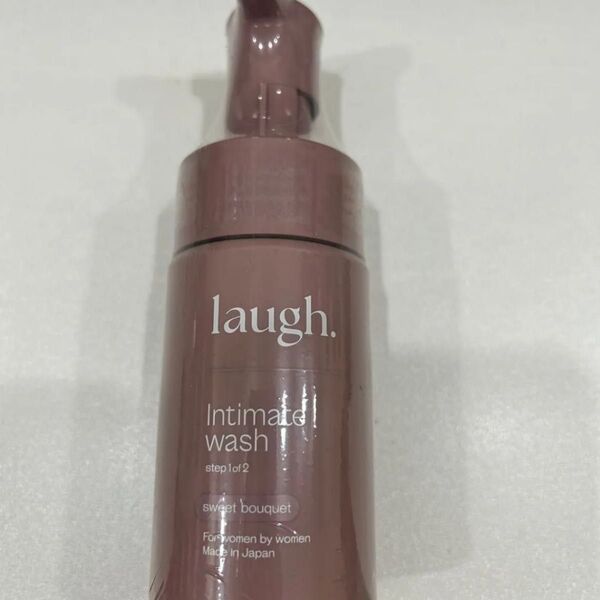 laugh.
Intimate
wash
step 1 of 2
sweet bouquet
For women by women
Made in Japan